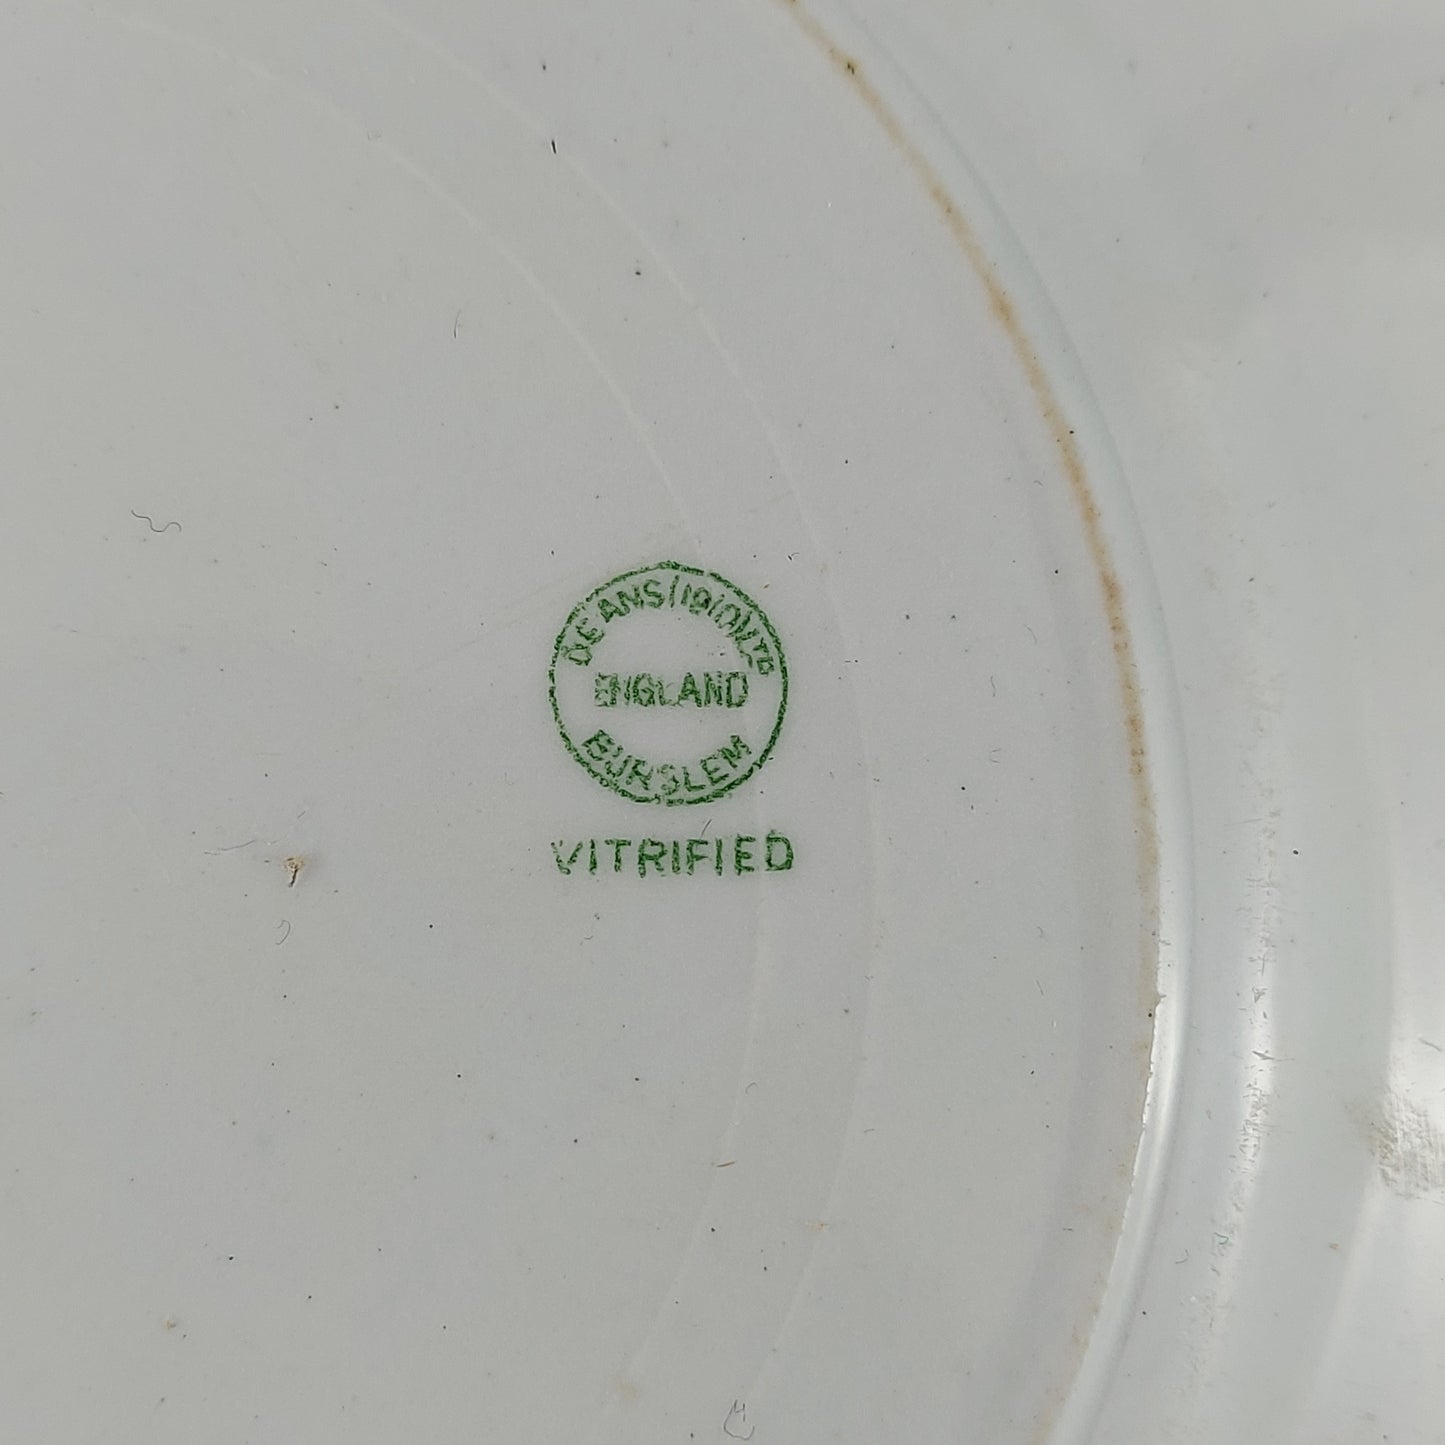 DEANS (1910) LTD
ENGLAND
BURSLEM
VITRIFIED